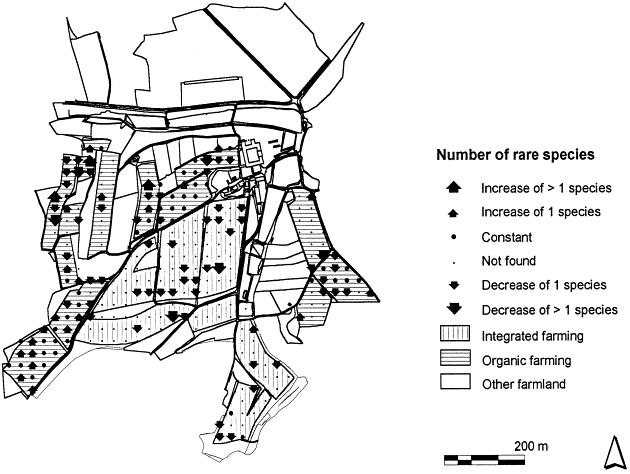 Number of rare species
Increase of > 1 species
Increase of 1 species
Constant
Not found
Decrease of 1 species
Decrease of > 1 species
Integrated farming
Organic farming
Other farmland
200 m